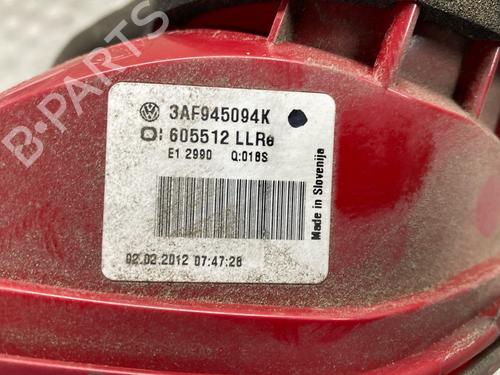 3AF945094K
605512 LLRe
E1 2990 Q:018S
Made in Slovenija
02.02.2012 07:47:28
B-PARTS